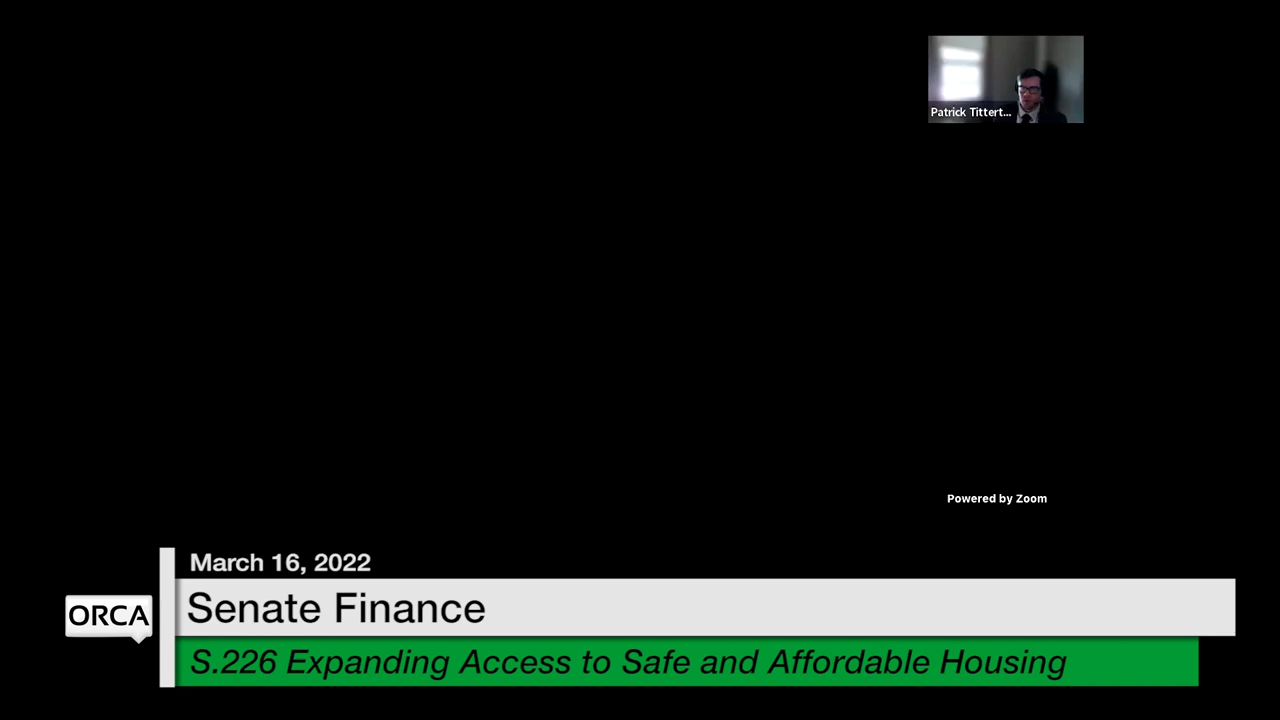 Patrick Tittert...
Powered by Zoom
March 16, 2022
Senate Finance
ORCA
S.226 Expanding Access to Safe and Affordable Housing